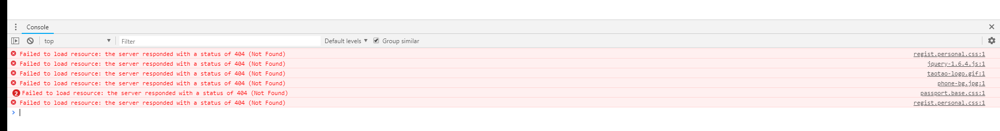 Console
top Filter Default levels Group similar
Failed to load resource: the server responded with a status of 404 (Not Found) regist.personal.css:1
Failed to load resource: the server responded with a status of 404 (Not Found) jquery-1.6.4.js:1
Failed to load resource: the server responded with a status of 404 (Not Found) taotao-logo.gif:1
Failed to load resource: the server responded with a status of 404 (Not Found) phone-bg.jpg:1
2 Failed to load resource: the server responded with a status of 404 (Not Found) passport.base.css:1
Failed to load resource: the server responded with a status of 404 (Not Found) regist.personal.css:1